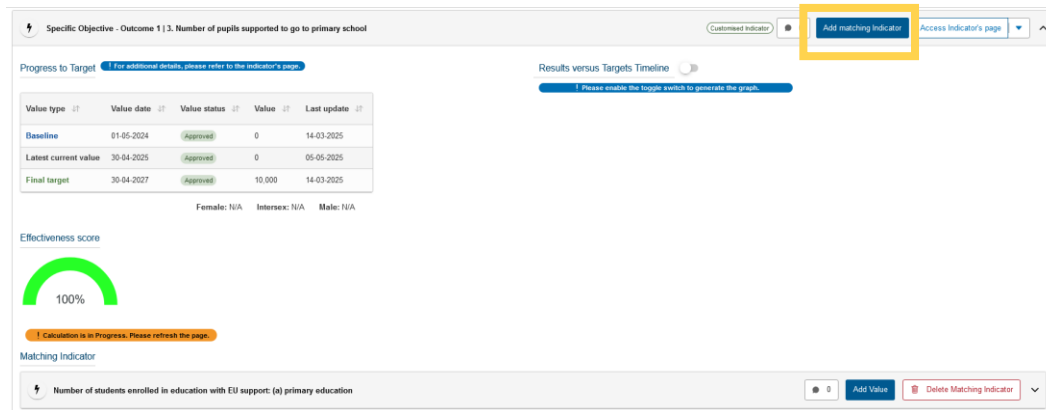 Specific Objective - Outcome 1 | 3. Number of pupils supported to go to primary school
Customised Indicator
Add matching Indicator
Access Indicator's page
Progress to Target
! For additional details, please refer to the indicator's page.
Results versus Targets Timeline
! Please enable the toggle switch to generate the graph.
Value type Value date Value status Value Last update
Baseline 01-05-2024 Approved 0 14-03-2025
Latest current value 30-04-2025 Approved 0 05-05-2025
Final target 30-04-2027 Approved 10,000 14-03-2025
Female: N/A Intersex: N/A Male: N/A
Effectiveness score
100%
! Calculation is in Progress. Please refresh the page.
Matching Indicator
Number of students enrolled in education with EU support: (a) primary education
0
Add Value
Delete Matching Indicator